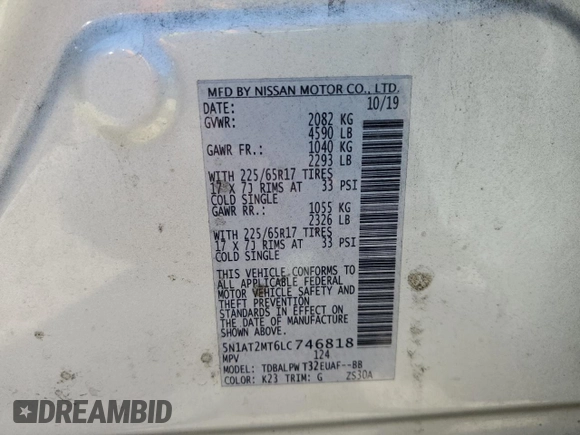 MFD BY NISSAN MOTOR CO., LTD.
DATE: 10/19
GVWR: 2082 KG
4590 LB
GAWR FR.: 1040 KG
2293 LB
WITH 225/65R17 TIRES
17 X 7J RIMS AT 33 PSI
COLD SINGLE
GAWR RR.: 1055 KG
2326 LB
WITH 225/65R17 TIRES
17 X 7J RIMS AT 33 PSI
COLD SINGLE
THIS VEHICLE CONFORMS TO
ALL APPLICABLE FEDERAL
MOTOR VEHICLE SAFETY AND
THEFT PREVENTION
STANDARDS IN EFFECT ON
THE DATE OF MANUFACTURE
SHOWN ABOVE.
5N1AT2MT6LC746818
MPV 124
MODEL: TDBALPW T32EUAF--BB
COLOR: K23 TRIM: G ZS30A
DREAMBID
CERTIFIED AUTO AUCTION